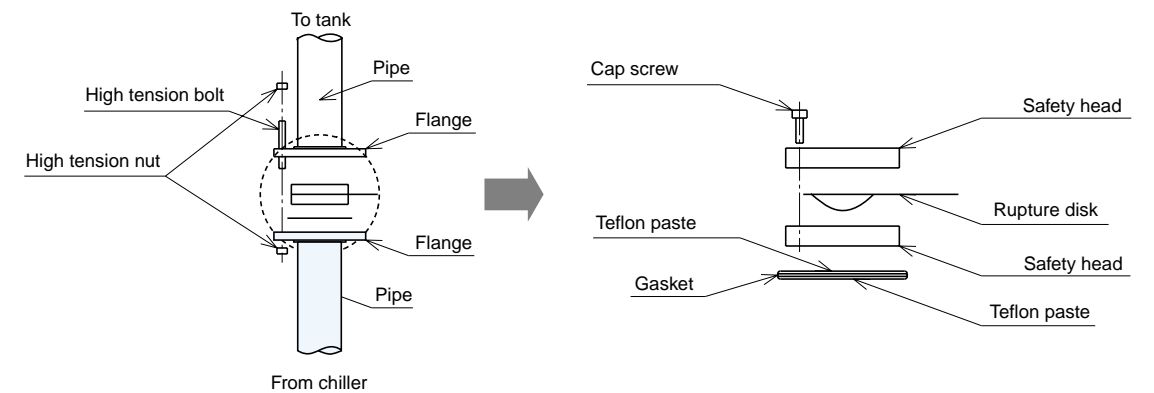 To tank
Pipe
High tension bolt
Flange
High tension nut
Flange
Pipe
From chiller
Cap screw
Safety head
Rupture disk
Teflon paste
Safety head
Gasket
Teflon paste